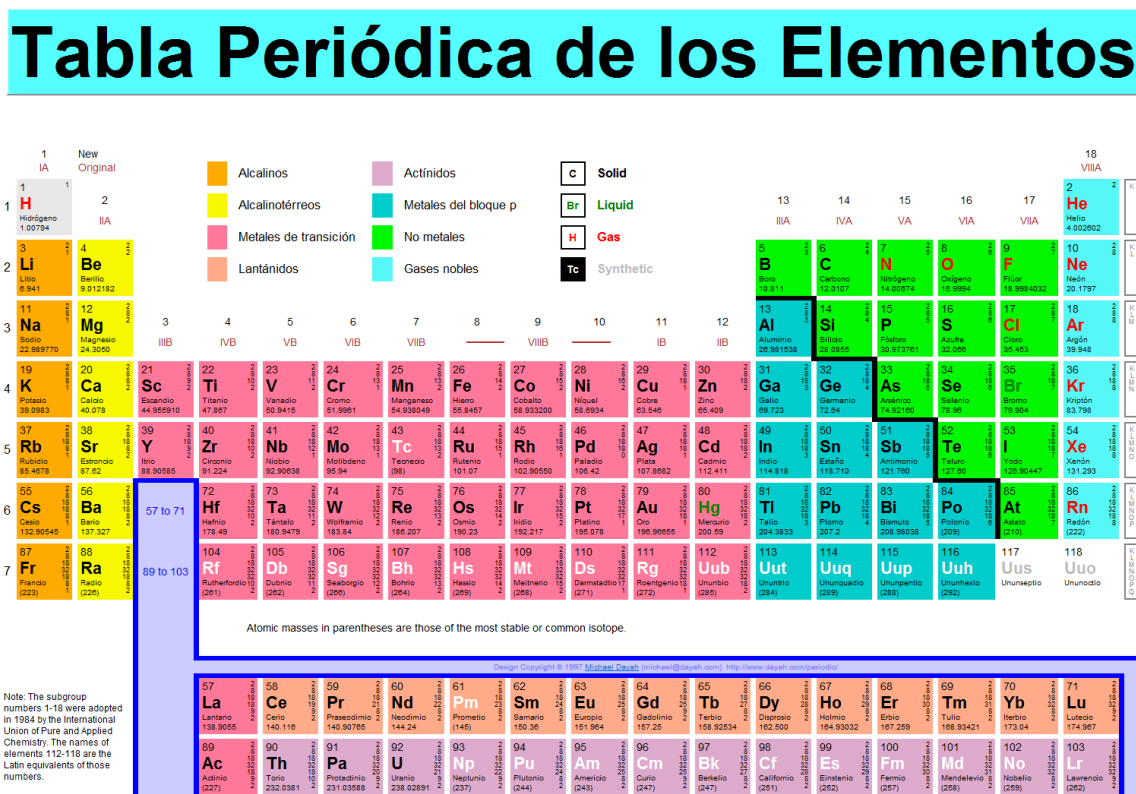 Tabla Periódica de los Elementos
1 New 18
IA Original VIIIA
Alcalinos Actínidos C Solid
Alcalinotérreos Metales del bloque p Br Liquid
Metales de transición No metales H Gas
Lantánidos Gases nobles Tc Synthetic
2 13 14 15 16 17
IIA IIIA IVA VA VIA VIIA
3 4 5 6 7 8 9 10 11 12
IIIB IVB VB VIB VIIB VIIIB IB IIB
1
1 H Hidrógeno 1.00794
2 He Helio 4.002602
2
3 Li Litio 6.941
4 Be Berilio 9.012182
5 B Boro 10.811
6 C Carbono 12.0107
7 N Nitrógeno 14.00674
8 O Oxígeno 15.9994
9 F Flúor 18.9984032
10 Ne Neón 20.1797
3
11 Na Sodio 22.989770
12 Mg Magnesio 24.3050
13 Al Aluminio 26.981538
14 Si Silicio 28.0855
15 P Fósforo 30.973761
16 S Azufre 32.066
17 Cl Cloro 35.453
18 Ar Argón 39.948
4
19 K Potasio 39.0983
20 Ca Calcio 40.078
21 Sc Escandio 44.955910
22 Ti Titanio 47.867
23 V Vanadio 50.9415
24 Cr Cromo 51.9961
25 Mn Manganeso 54.938049
26 Fe Hierro 55.8457
27 Co Cobalto 58.933200
28 Ni Níquel 58.6934
29 Cu Cobre 63.546
30 Zn Zinc 65.409
31 Ga Galio 69.723
32 Ge Germanio 72.64
33 As Arsénico 74.92160
34 Se Selenio 78.96
35 Br Bromo 79.904
36 Kr Kriptón 83.798
5
37 Rb Rubidio 85.4678
38 Sr Estroncio 87.62
39 Y Itrio 88.90585
40 Zr Circonio 91.224
41 Nb Niobio 92.90638
42 Mo Molibdeno 95.94
43 Tc Tecnecio (98)
44 Ru Rutenio 101.07
45 Rh Rodio 102.90550
46 Pd Paladio 106.42
47 Ag Plata 107.8682
48 Cd Cadmio 112.411
49 In Indio 114.818
50 Sn Estaño 118.710
51 Sb Antimonio 121.760
52 Te Teluro 127.60
53 I Yodo 126.90447
54 Xe Xenón 131.293
6
55 Cs Cesio 132.90545
56 Ba Bario 137.327
57 to 71
72 Hf Hafnio 178.49
73 Ta Tántalo 180.9479
74 W Wolframio 183.84
75 Re Renio 186.207
76 Os Osmio 190.23
77 Ir Iridio 192.217
78 Pt Platino 195.078
79 Au Oro 196.96655
80 Hg Mercurio 200.59
81 Tl Talio 204.3833
82 Pb Plomo 207.2
83 Bi Bismuto 208.98038
84 Po Polonio (209)
85 At Astato (210)
86 Rn Radón (222)
7
87 Fr Francio (223)
88 Ra Radio (226)
89 to 103
104 Rf Rutherfordio (261)
105 Db Dubnio (262)
106 Sg Seaborgio (266)
107 Bh Bohrio (264)
108 Hs Hassio (269)
109 Mt Meitnerio (268)
110 Ds Darmstadtio (271)
111 Rg Roentgenio (272)
112 Uub Ununbio (285)
113 Uut Ununtrio (284)
114 Uuq Ununquadio (289)
115 Uup Ununpentio (288)
116 Uuh Ununhexio (292)
117 Uus Ununseptio
118 Uuo Ununoctio
Atomic masses in parentheses are those of the most stable or common isotope.
Design Copyright © 1997 Michael Dayah (michael@dayah.com). http://www.dayah.com/periodic/
Note: The subgroup
numbers 1-18 were adopted
in 1984 by the International
Union of Pure and Applied
Chemistry. The names of
elements 112-118 are the
Latin equivalents of those
numbers.
57 La Lantano 138.9055
58 Ce Cerio 140.116
59 Pr Praseodimio 140.90765
60 Nd Neodimio 144.24
61 Pm Prometio (145)
62 Sm Samario 150.36
63 Eu Europio 151.964
64 Gd Gadolinio 157.25
65 Tb Terbio 158.92534
66 Dy Disprosio 162.500
67 Ho Holmio 164.93032
68 Er Erbio 167.259
69 Tm Tulio 168.93421
70 Yb Iterbio 173.04
71 Lu Lutecio 174.967
89 Ac Actinio (227)
90 Th Torio 232.0381
91 Pa Protactinio 231.03588
92 U Uranio 238.02891
93 Np Neptunio (237)
94 Pu Plutonio (244)
95 Am Americio (243)
96 Cm Curio (247)
97 Bk Berkelio (247)
98 Cf Californio (251)
99 Es Einstenio (252)
100 Fm Fermio (257)
101 Md Mendelevio (258)
102 No Nobelio (259)
103 Lr Lawrencio (262)